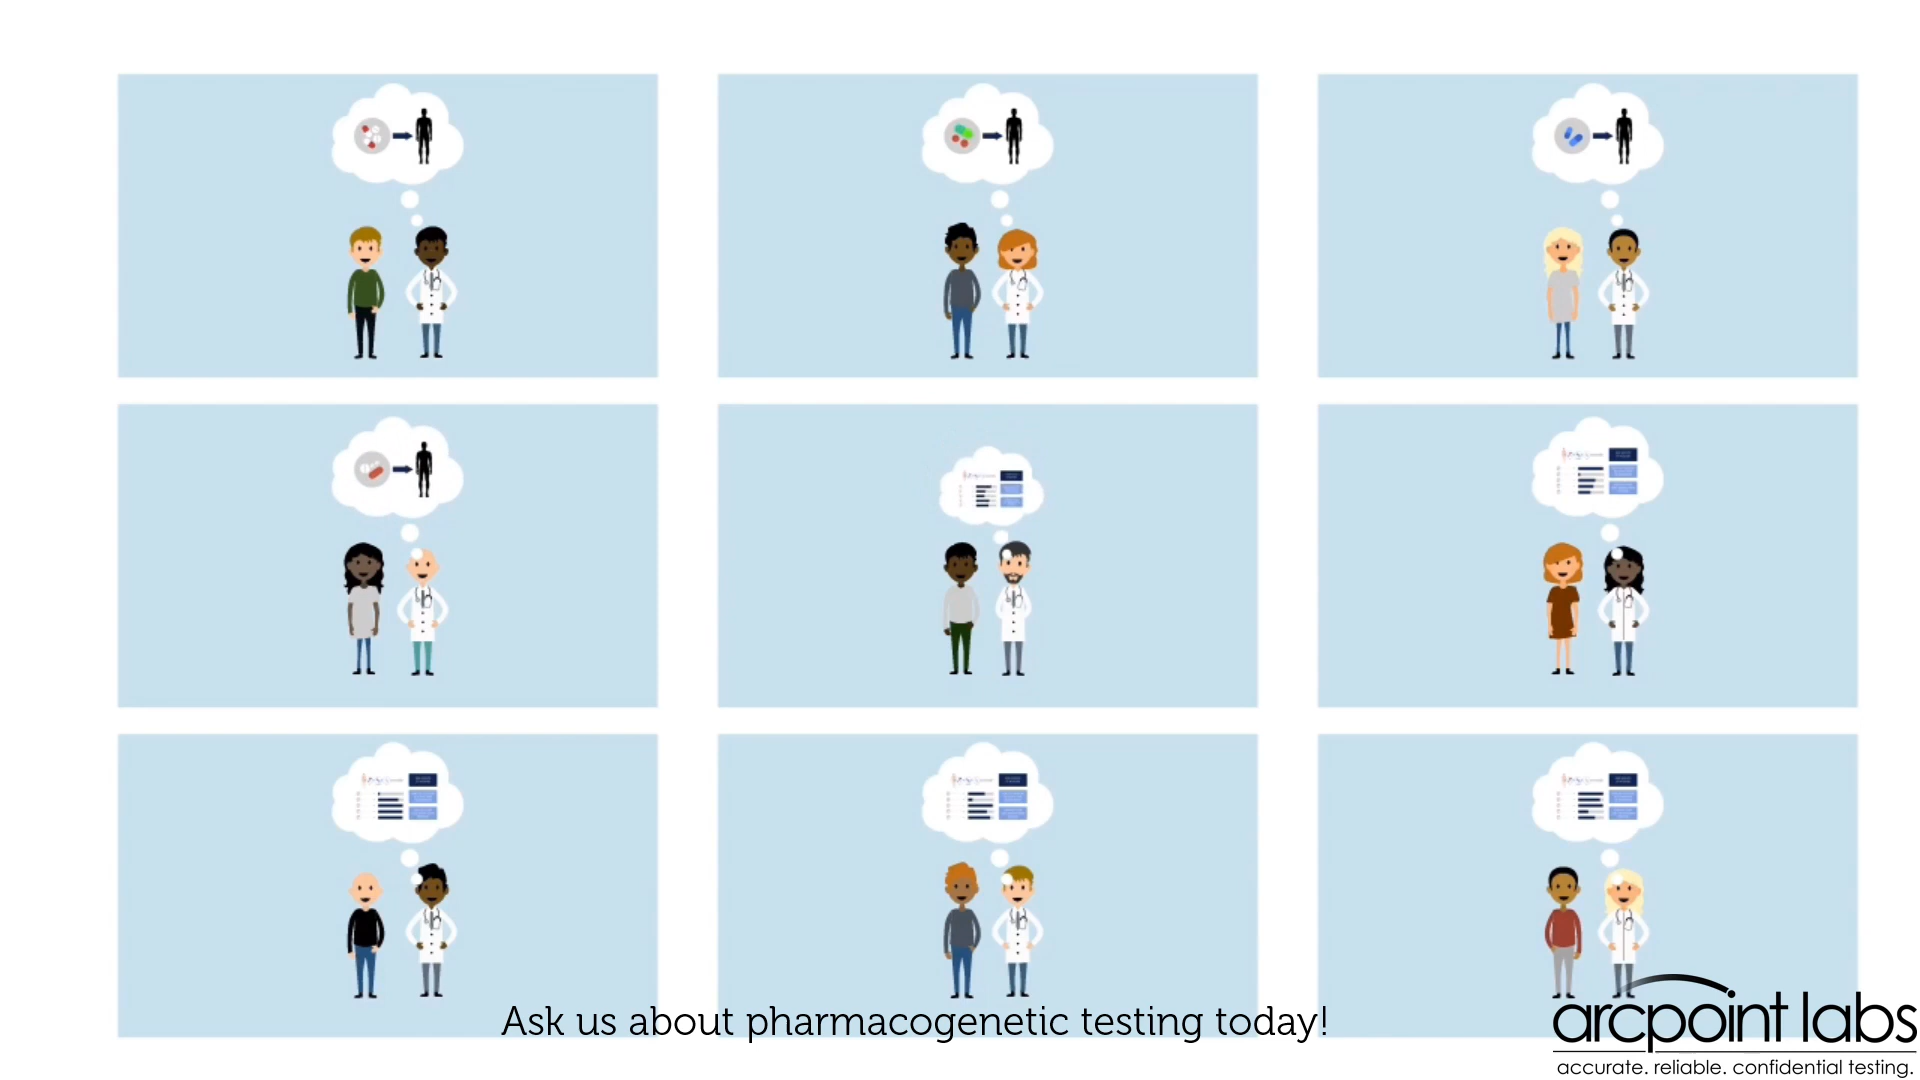 Ask us about pharmacogenetic testing today!
arcpoint labs
accurate. reliable. confidential testing.